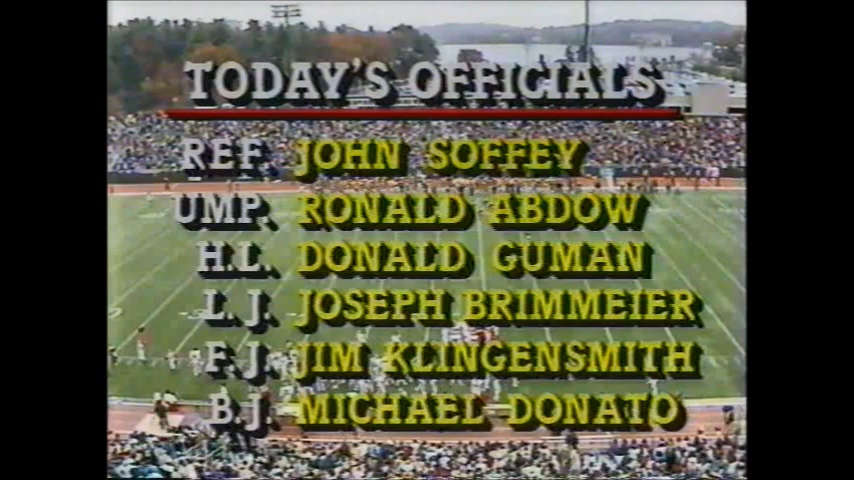 TODAY'S OFFICIALS
REF. JOHN SOFFEY
UMP. RONALD ABDOW
H.L. DONALD GUMAN
L.J. JOSEPH BRIMMEIER
F.J. JIM KLINGENSMITH
B.J. MICHAEL DONATO